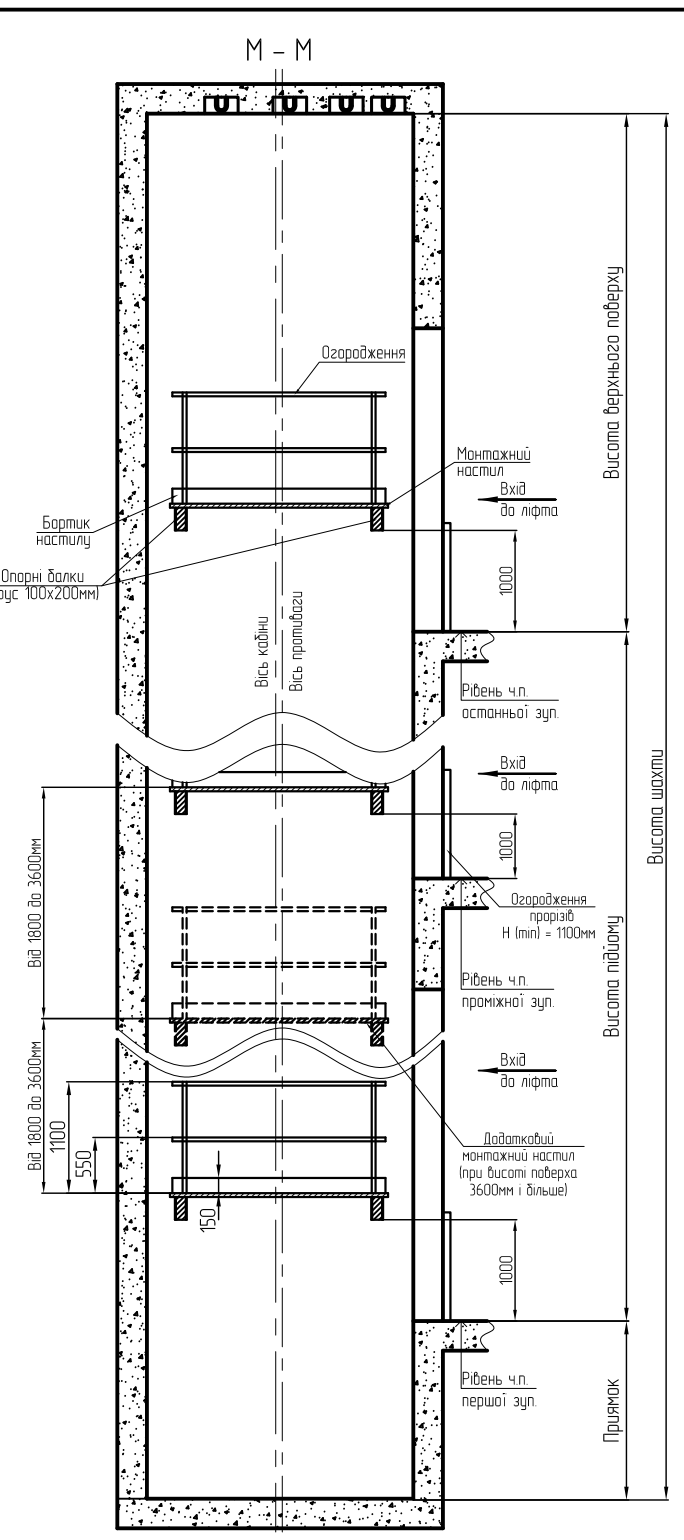 М – М
Висота верхнього поверху
Огородження
Монтажний
настил
Вхід
до ліфта
Бортик
настилу
Опорні балки
100х200мм)
1000
Вісь кабіни
Вісь противаги
Рівень ч.п.
останньої зуп.
Висота шахти
Вхід
до ліфта
1000
Від 1800 до 3600мм
Огородження
прорізів
H (min) = 1100мм
Висота підйому
Рівень ч.п.
проміжної зуп.
Від 1800 до 3600мм
Вхід
до ліфта
1100
550
150
Додатковий
монтажний настил
(при висоті поверха
3600мм і більше)
1000
Рівень ч.п.
першої зуп.
Приямок